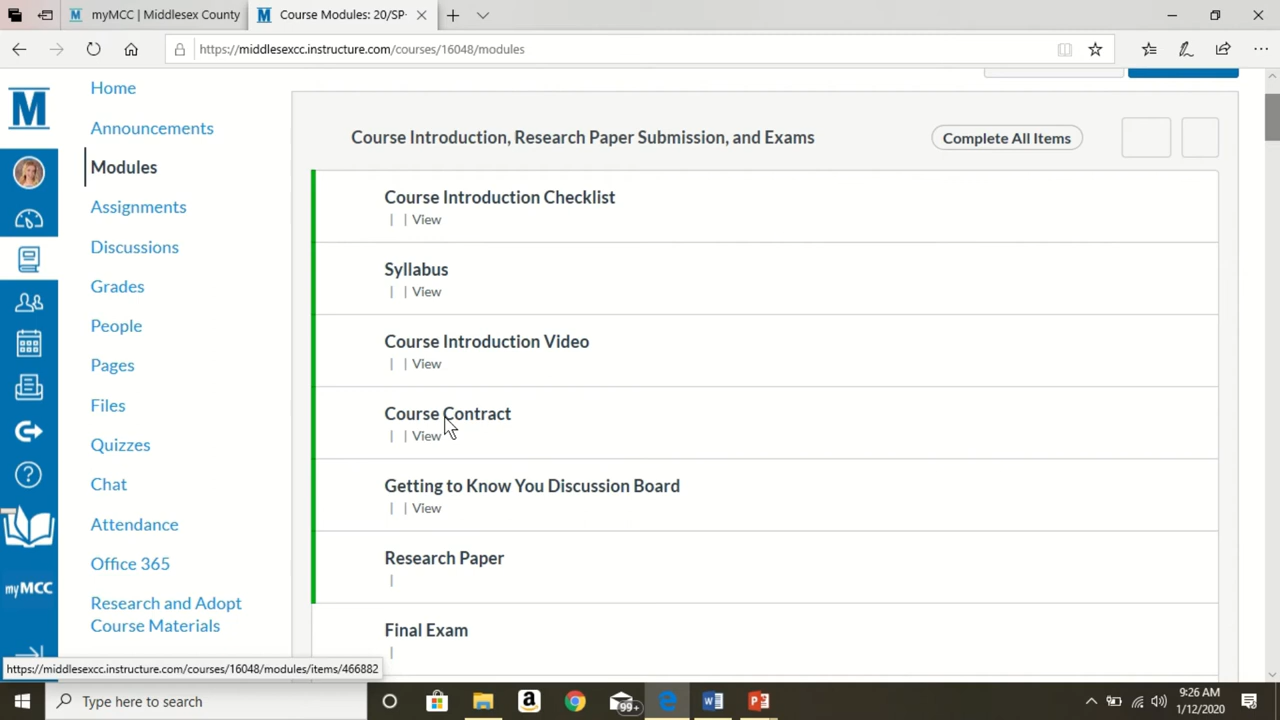 myMCC | Middlesex County
Course Modules: 20/SP-
https://middlesexcc.instructure.com/courses/16048/modules
M
Home
Announcements
Modules
Assignments
Discussions
Grades
People
Pages
Files
Quizzes
Chat
Attendance
Office 365
Research and Adopt
Course Materials
myMCC
Course Introduction, Research Paper Submission, and Exams
Complete All Items
Course Introduction Checklist
| | View
Syllabus
| | View
Course Introduction Video
| | View
Course Contract
| | View
Getting to Know You Discussion Board
| | View
Research Paper
|
Final Exam
|
https://middlesexcc.instructure.com/courses/16048/modules/items/466882
Type here to search
99+
9:26 AM
1/12/2020